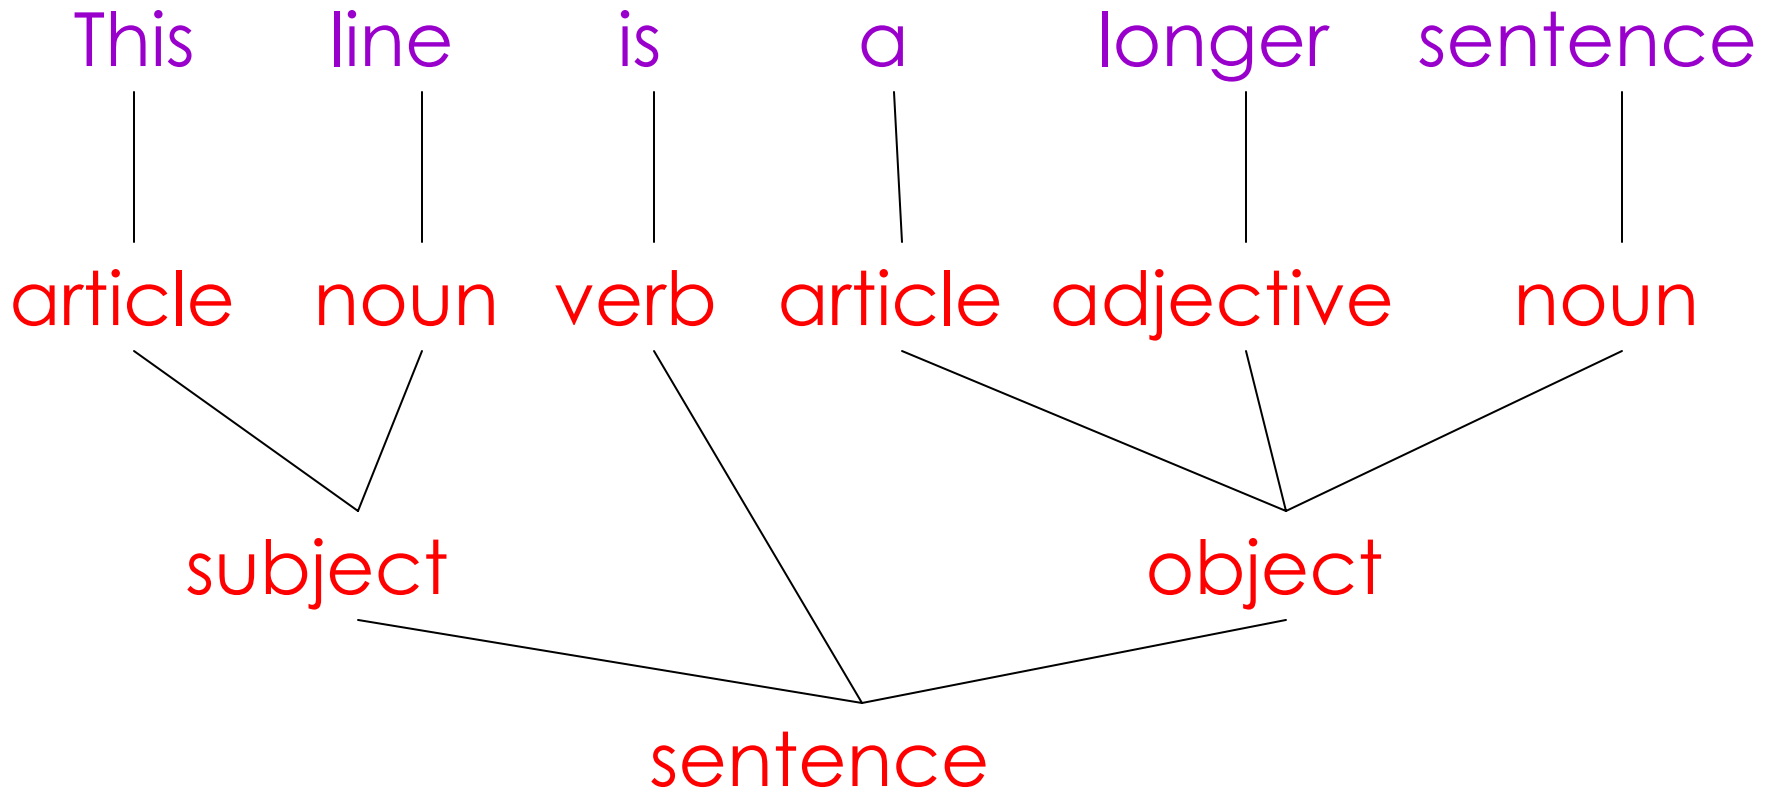 This line is a longer sentence
article noun verb article adjective noun
subject object
sentence